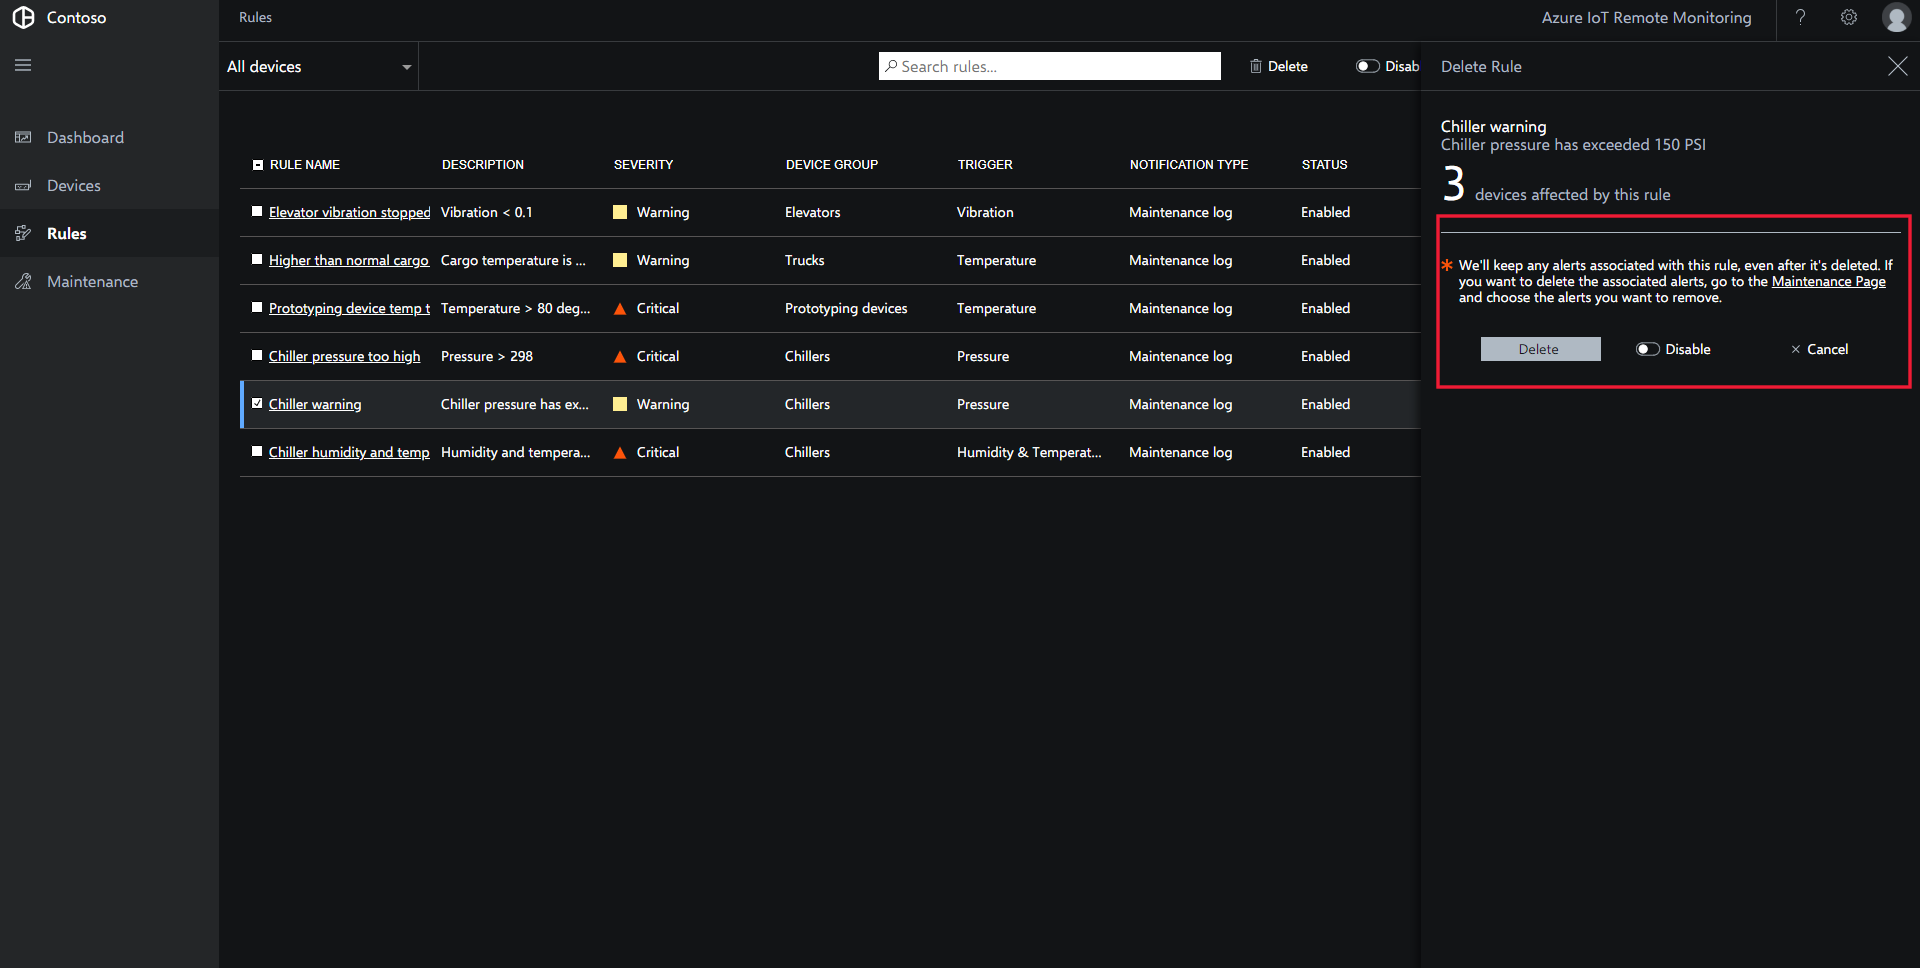 Contoso
Rules
Azure IoT Remote Monitoring
?
All devices
Search rules...
Delete
Disab
Delete Rule
Dashboard
Devices
Rules
Maintenance
RULE NAME DESCRIPTION SEVERITY DEVICE GROUP TRIGGER NOTIFICATION TYPE STATUS
Elevator vibration stopped Vibration < 0.1 Warning Elevators Vibration Maintenance log Enabled
Higher than normal cargo Cargo temperature is ... Warning Trucks Temperature Maintenance log Enabled
Prototyping device temp t Temperature > 80 deg... Critical Prototyping devices Temperature Maintenance log Enabled
Chiller pressure too high Pressure > 298 Critical Chillers Pressure Maintenance log Enabled
Chiller warning Chiller pressure has ex... Warning Chillers Pressure Maintenance log Enabled
Chiller humidity and temp Humidity and tempera... Critical Chillers Humidity & Temperat... Maintenance log Enabled
Chiller warning
Chiller pressure has exceeded 150 PSI
3 devices affected by this rule
* We'll keep any alerts associated with this rule, even after it's deleted. If
you want to delete the associated alerts, go to the Maintenance Page
and choose the alerts you want to remove.
Delete Disable Cancel